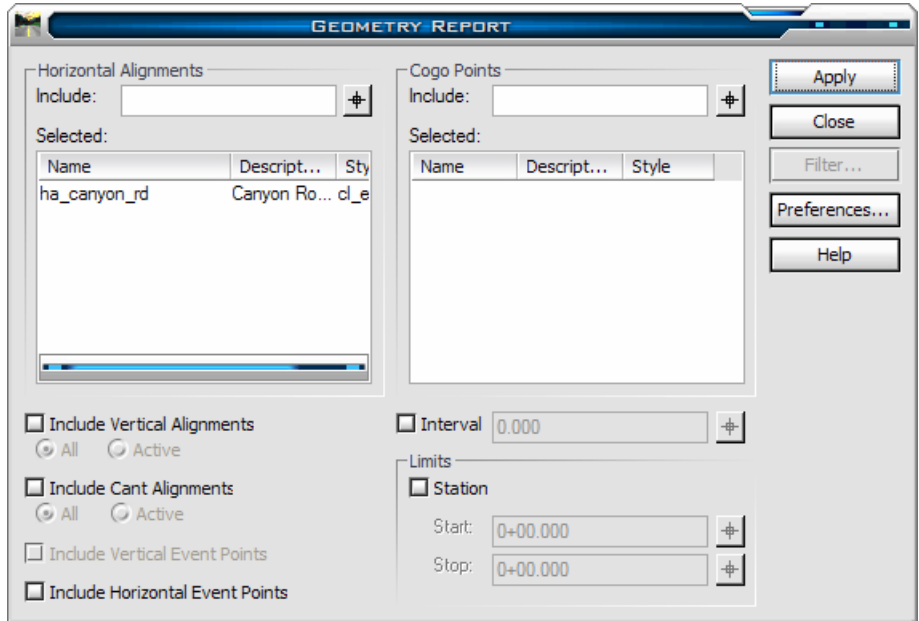 GEOMETRY REPORT
Horizontal Alignments
Include:
Selected:
Name Descript... Sty
ha_canyon_rd Canyon Ro... cl_e
Cogo Points
Include:
Selected:
Name Descript... Style
Apply
Close
Filter...
Preferences...
Help
Include Vertical Alignments
All Active
Include Cant Alignments
All Active
Include Vertical Event Points
Include Horizontal Event Points
Interval 0.000
Limits
Station
Start: 0+00.000
Stop: 0+00.000